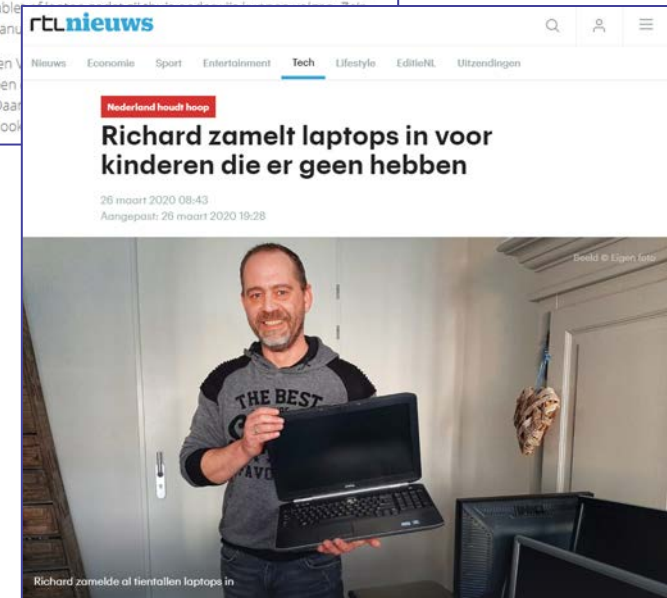 rtlnieuws
Nieuws Economie Sport Entertainment Tech Lifestyle EditieNL Uitzendingen
Nederland houdt hoop
Richard zamelt laptops in voor
kinderen die er geen hebben
26 maart 2020 08:43
Aangepast: 26 maart 2020 19:28
Beeld © Eigen foto
THE BEST
Richard zamelde al tientallen laptops in